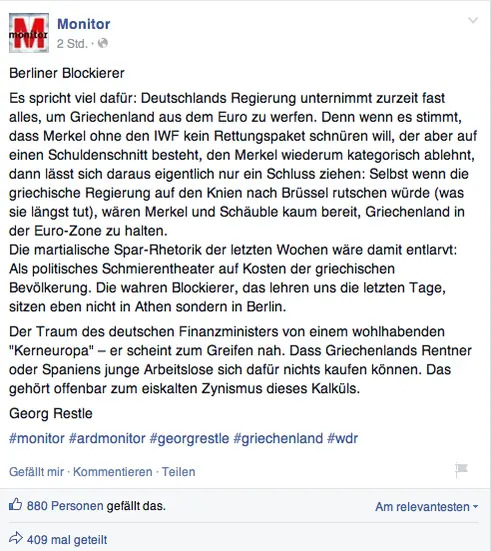 M
monitor
Monitor
2 Std. ·
Berliner Blockierer
Es spricht viel dafür: Deutschlands Regierung unternimmt zurzeit fast
alles, um Griechenland aus dem Euro zu werfen. Denn wenn es stimmt,
dass Merkel ohne den IWF kein Rettungspaket schnüren will, der aber auf
einen Schuldenschnitt besteht, den Merkel wiederum kategorisch ablehnt,
dann lässt sich daraus eigentlich nur ein Schluss ziehen: Selbst wenn die
griechische Regierung auf den Knien nach Brüssel rutschen würde (was
sie längst tut), wären Merkel und Schäuble kaum bereit, Griechenland in
der Euro-Zone zu halten.
Die martialische Spar-Rhetorik der letzten Wochen wäre damit entlarvt:
Als politisches Schmierentheater auf Kosten der griechischen
Bevölkerung. Die wahren Blockierer, das lehren uns die letzten Tage,
sitzen eben nicht in Athen sondern in Berlin.
Der Traum des deutschen Finanzministers von einem wohlhabenden
"Kerneuropa" – er scheint zum Greifen nah. Dass Griechenlands Rentner
oder Spaniens junge Arbeitslose sich dafür nichts kaufen können. Das
gehört offenbar zum eiskalten Zynismus dieses Kalküls.
Georg Restle
#monitor #ardmonitor #georgrestle #griechenland #wdr
Gefällt mir · Kommentieren · Teilen
880 Personen gefällt das.
Am relevantesten
409 mal geteilt